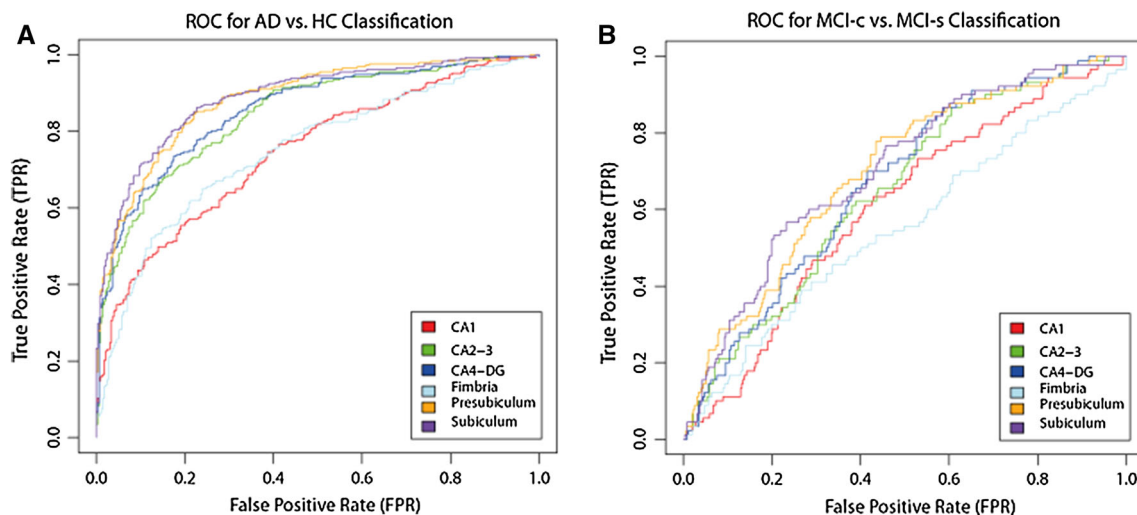 A
ROC for AD vs. HC Classification
True Positive Rate (TPR)
1.0
0.8
0.6
0.4
0.2
0.0
CA1
CA2–3
CA4–DG
Fimbria
Presubiculum
Subiculum
0.0 0.2 0.4 0.6 0.8 1.0
False Positive Rate (FPR)
B
ROC for MCI-c vs. MCI-s Classification
True Positive Rate (TPR)
1.0
0.8
0.6
0.4
0.2
0.0
CA1
CA2–3
CA4–DG
Fimbria
Presubiculum
Subiculum
0.0 0.2 0.4 0.6 0.8 1.0
False Positive Rate (FPR)